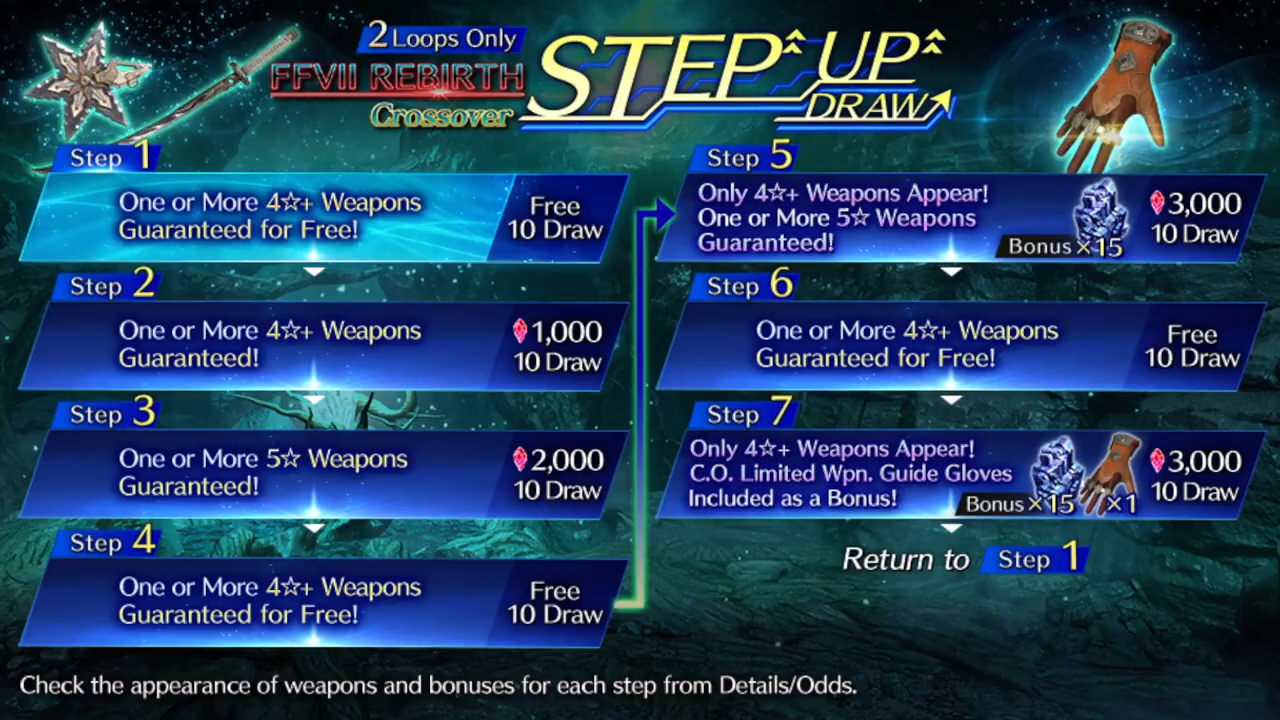 2 Loops Only
FFVII REBIRTH
Crossover
STEP UP
DRAW
Step 1
One or More 4☆+ Weapons
Guaranteed for Free!
Free
10 Draw
Step 2
One or More 4☆+ Weapons
Guaranteed!
1,000
10 Draw
Step 3
One or More 5☆ Weapons
Guaranteed!
2,000
10 Draw
Step 4
One or More 4☆+ Weapons
Guaranteed for Free!
Free
10 Draw
Step 5
Only 4☆+ Weapons Appear!
One or More 5☆ Weapons
Guaranteed!
Bonus×15
3,000
10 Draw
Step 6
One or More 4☆+ Weapons
Guaranteed for Free!
Free
10 Draw
Step 7
Only 4☆+ Weapons Appear!
C.O. Limited Wpn. Guide Gloves
Included as a Bonus!
Bonus×15 ×1
3,000
10 Draw
Return to Step 1
Check the appearance of weapons and bonuses for each step from Details/Odds.